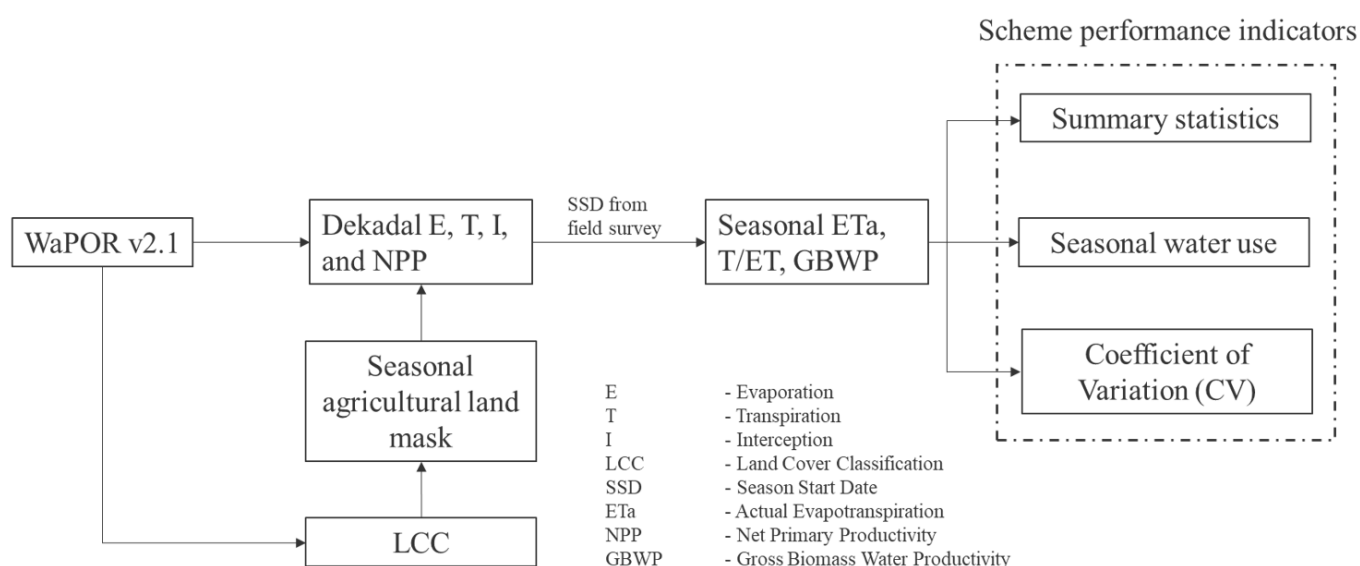 Scheme performance indicators
Summary statistics
SSD from
field survey
WaPOR v2.1
Dekadal E, T, I,
and NPP
Seasonal ETa,
T/ET, GBWP
Seasonal water use
Seasonal
agricultural land
mask
Coefficient of
Variation (CV)
LCC
E - Evaporation
T - Transpiration
I - Interception
LCC - Land Cover Classification
SSD - Season Start Date
ETa - Actual Evapotranspiration
NPP - Net Primary Productivity
GBWP - Gross Biomass Water Productivity